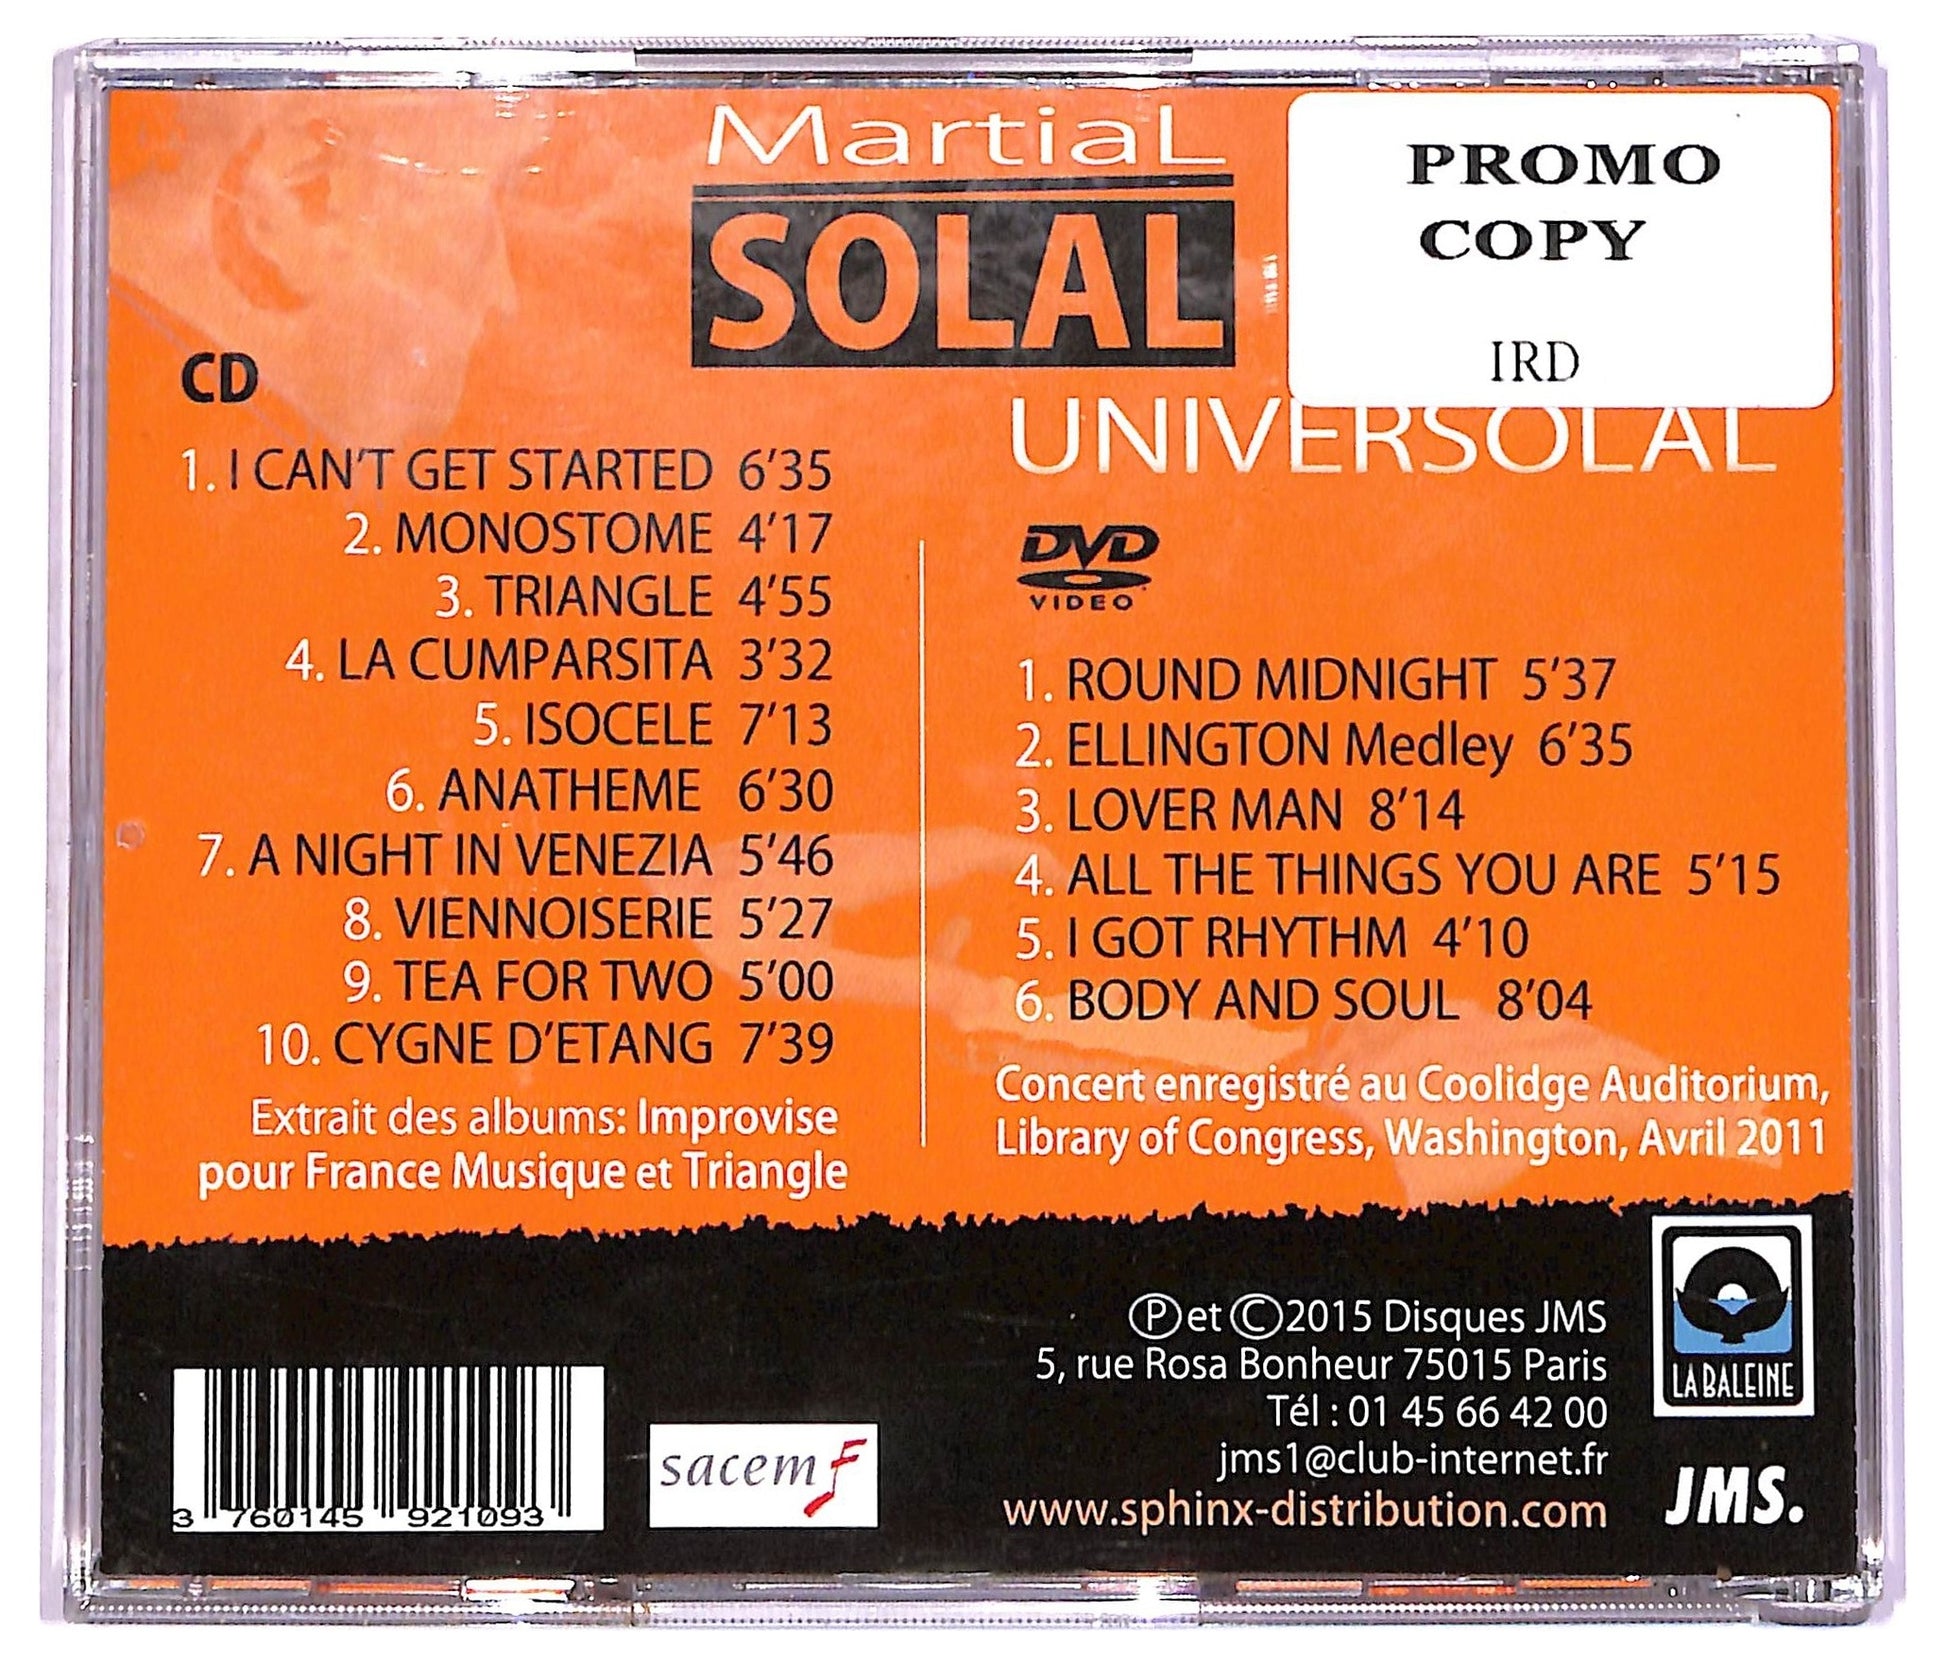 MartiaL
SOLAL
UNIVERSOLAL
PROMO
COPY
IRD
CD
1. I CAN'T GET STARTED 6'35
2. MONOSTOME 4'17
3. TRIANGLE 4'55
4. LA CUMPARSITA 3'32
5. ISOCELE 7'13
6. ANATHEME 6'30
7. A NIGHT IN VENEZIA 5'46
8. VIENNOISERIE 5'27
9. TEA FOR TWO 5'00
10. CYGNE D'ETANG 7'39
Extrait des albums: Improvise
pour France Musique et Triangle
DVD
VIDEO
1. ROUND MIDNIGHT 5'37
2. ELLINGTON Medley 6'35
3. LOVER MAN 8'14
4. ALL THE THINGS YOU ARE 5'15
5. I GOT RHYTHM 4'10
6. BODY AND SOUL 8'04
Concert enregistré au Coolidge Auditorium,
Library of Congress, Washington, Avril 2011
3 760145 921093
sacem
Ⓟ et Ⓒ 2015 Disques JMS
5, rue Rosa Bonheur 75015 Paris
Tél : 01 45 66 42 00
jms1@club-internet.fr
www.sphinx-distribution.com
LA BALEINE
JMS.